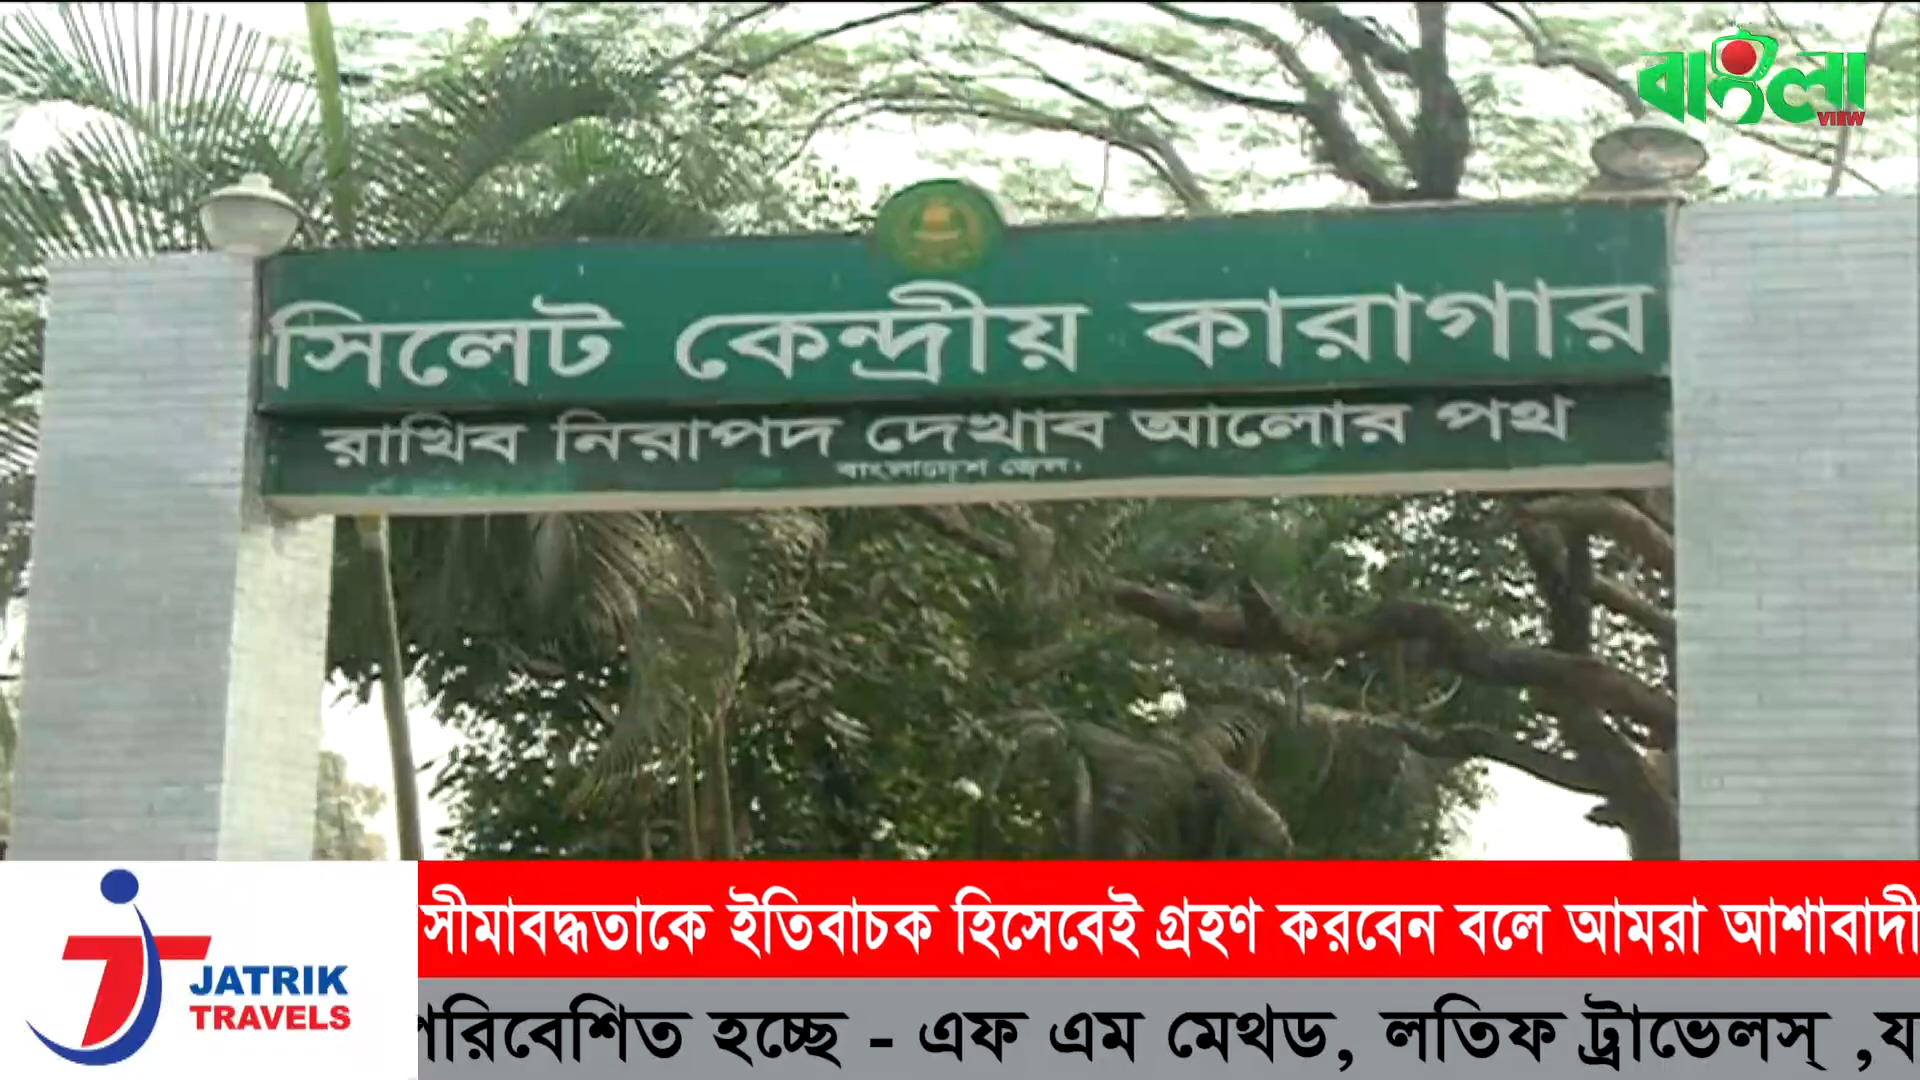 বাংলা
VIEW
সিলেট কেন্দ্রীয় কারাগার
রাখিব নিরাপদ দেখাব আলোর পথ
বাংলাদেশ জেল।
সীমাবদ্ধতাকে ইতিবাচক হিসেবেই গ্রহণ করবেন বলে আমরা আশাবাদী
JATRIK
TRAVELS
পরিবেশিত হচ্ছে - এফ এম মেথড, লতিফ ট্রাভেলস্ ,য